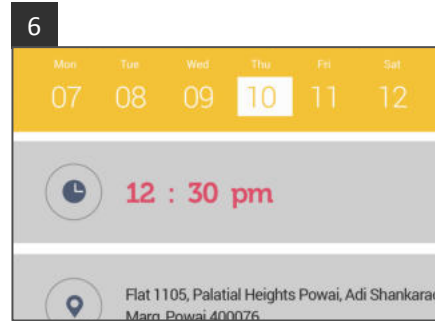 6
Mon Tue Wed Thu Fri Sat
07 08 09 10 11 12
12 : 30 pm
Flat 1105, Palatial Heights Powai, Adi Shankarac
Marg, Powai 400076